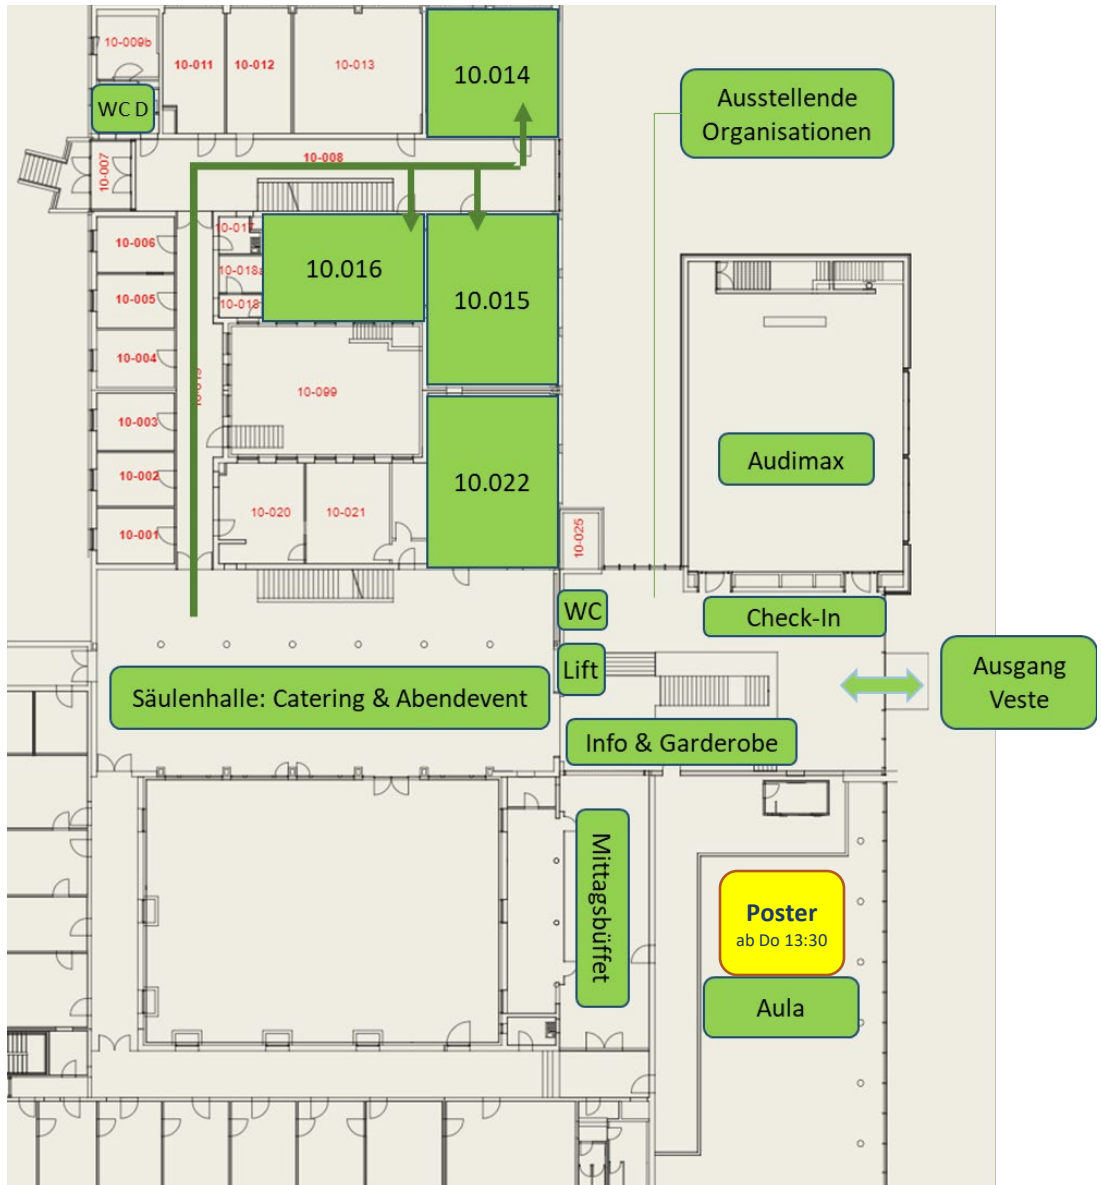 10-009b
10-011
10-012
10-013
10.014
WC D
Ausstellende
Organisationen
10-007
10-008
10-006
10-017
10-018a
10.016
10.015
10-005
10-018
10-004
10-099
10-003
10-002
10-001
Audimax
10.022
10-020
10-021
10-025
WC
Check-In
Lift
Säulenhalle: Catering & Abendevent
Ausgang
Veste
Info & Garderobe
Mittagsbüffet
Poster
ab Do 13:30
Aula